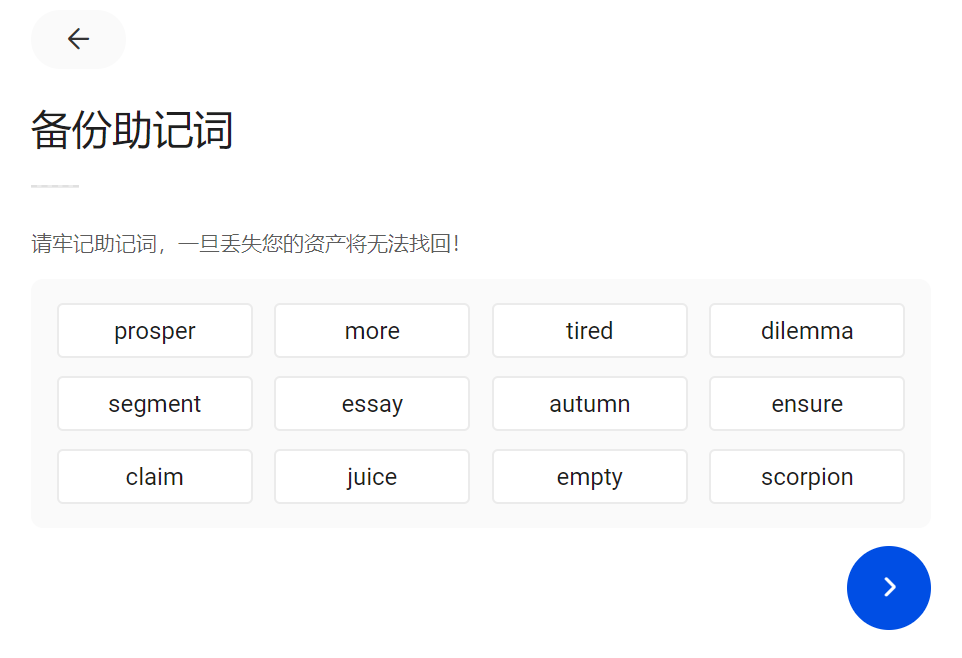 备份助记词
请牢记助记词，一旦丢失您的资产将无法找回！
prosper more tired dilemma
segment essay autumn ensure
claim juice empty scorpion